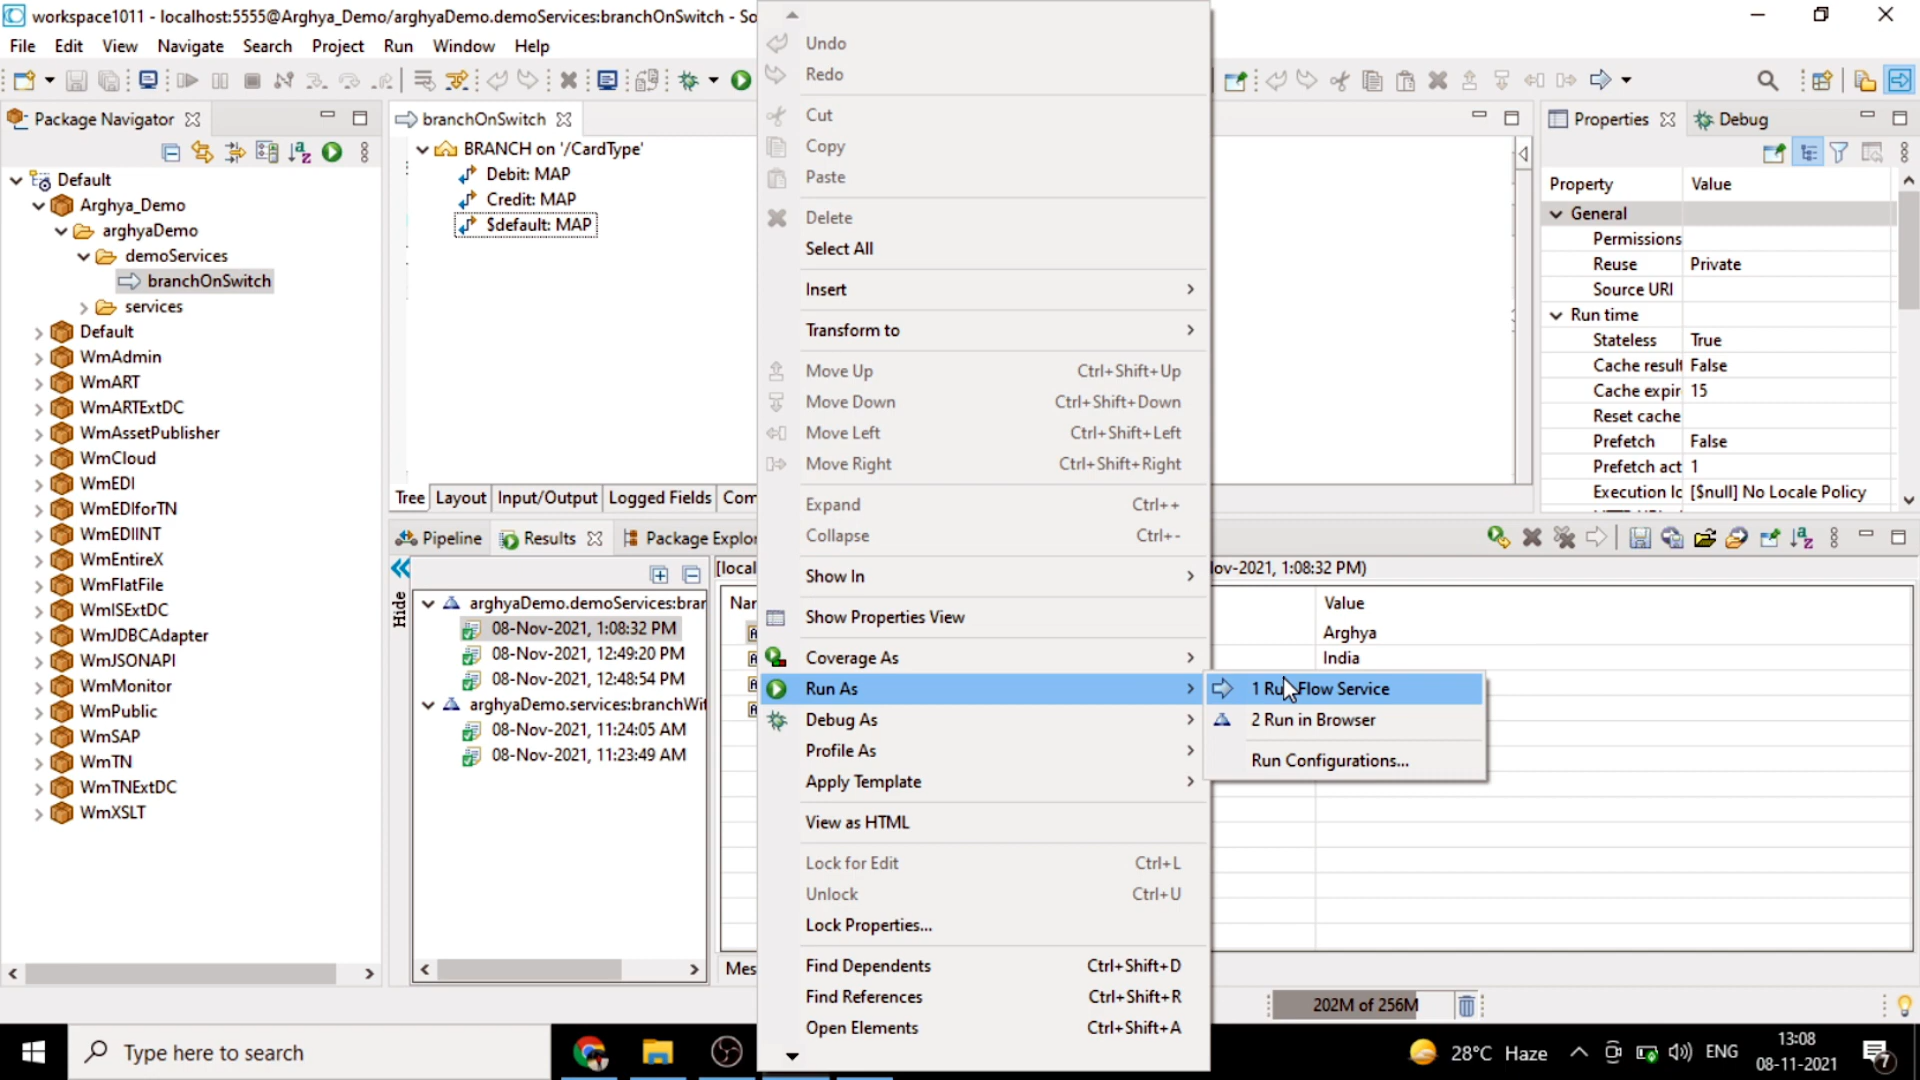 workspace1011 - localhost:5555@Arghya_Demo/arghyaDemo.demoServices:branchOnSwitch - So
File Edit View Navigate Search Project Run Window Help
Package Navigator
Default
Arghya_Demo
arghyaDemo
demoServices
branchOnSwitch
services
Default
WmAdmin
WmART
WmARTExtDC
WmAssetPublisher
WmCloud
WmEDI
WmEDIforTN
WmEDIINT
WmEntireX
WmFlatFile
WmISExtDC
WmJDBCAdapter
WmJSONAPI
WmMonitor
WmPublic
WmSAP
WmTN
WmTNExtDC
WmXSLT
branchOnSwitch
BRANCH on '/CardType'
Debit: MAP
Credit: MAP
$default: MAP
Tree Layout Input/Output Logged Fields Com
Pipeline Results Package Explor
Hide
arghyaDemo.demoServices:brar
08-Nov-2021, 1:08:32 PM
08-Nov-2021, 12:49:20 PM
08-Nov-2021, 12:48:54 PM
arghyaDemo.services:branchWit
08-Nov-2021, 11:24:05 AM
08-Nov-2021, 11:23:49 AM
[local
ov-2021, 1:08:32 PM)
Nar
Value
Arghya
India
Mes
Undo
Redo
Cut
Copy
Paste
Delete
Select All
Insert
Transform to
Move Up Ctrl+Shift+Up
Move Down Ctrl+Shift+Down
Move Left Ctrl+Shift+Left
Move Right Ctrl+Shift+Right
Expand Ctrl++
Collapse Ctrl+-
Show In
Show Properties View
Coverage As
Run As
Debug As
Profile As
Apply Template
View as HTML
Lock for Edit Ctrl+L
Unlock Ctrl+U
Lock Properties...
Find Dependents Ctrl+Shift+D
Find References Ctrl+Shift+R
Open Elements Ctrl+Shift+A
1 Run Flow Service
2 Run in Browser
Run Configurations...
Properties Debug
Property Value
General
Permissions
Reuse Private
Source URI
Run time
Stateless True
Cache result False
Cache expir 15
Reset cache
Prefetch False
Prefetch act 1
Execution lc [$null] No Locale Policy
202M of 256M
Type here to search
28°C Haze ENG
13:08
08-11-2021
7